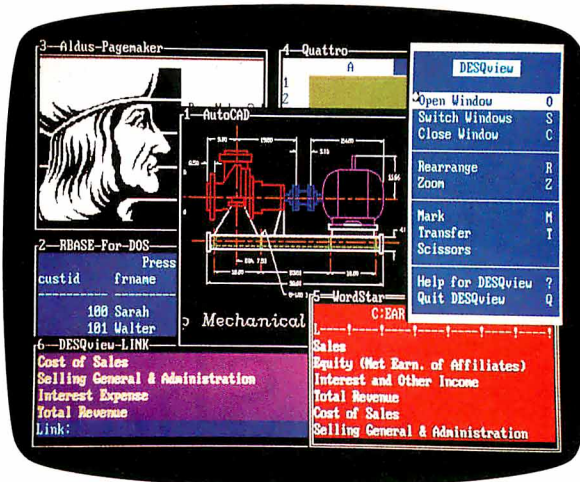 3-Aldus-Pagemaker
4-Quattro
A
1
2
DESQview
Open Window O
Switch Windows S
Close Window C
Rearrange R
Zoom Z
Mark M
Transfer T
Scissors
Help for DESQview ?
Quit DESQview Q
1-AutoCAD
Mechanical
2-RBASE-For-DOS
Press
custid frname
100 Sarah
101 Walter
5-WordStar
C:EAR
L
Sales
Equity (Net Earn. of Affiliates)
Interest and Other Income
Total Revenue
Cost of Sales
Selling General & Administration
6-DESQview-LINK
Cost of Sales
Selling General & Administration
Interest Expense
Total Revenue
Link: